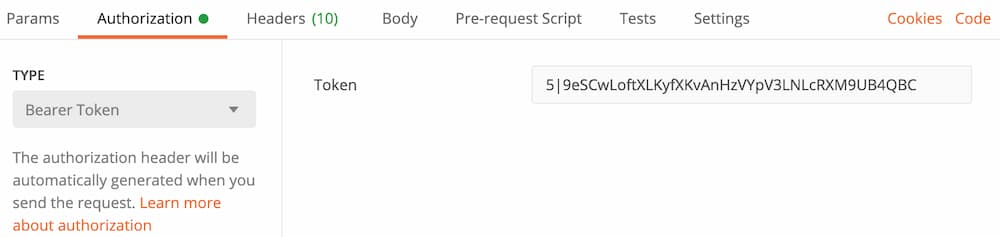 Params Authorization Headers (10) Body Pre-request Script Tests Settings Cookies Code
TYPE
Token
5|9eSCwLoftXLKyfXKvAnHzVYpV3LNLcRXM9UB4QBC
Bearer Token
The authorization header will be
automatically generated when you
send the request. Learn more
about authorization